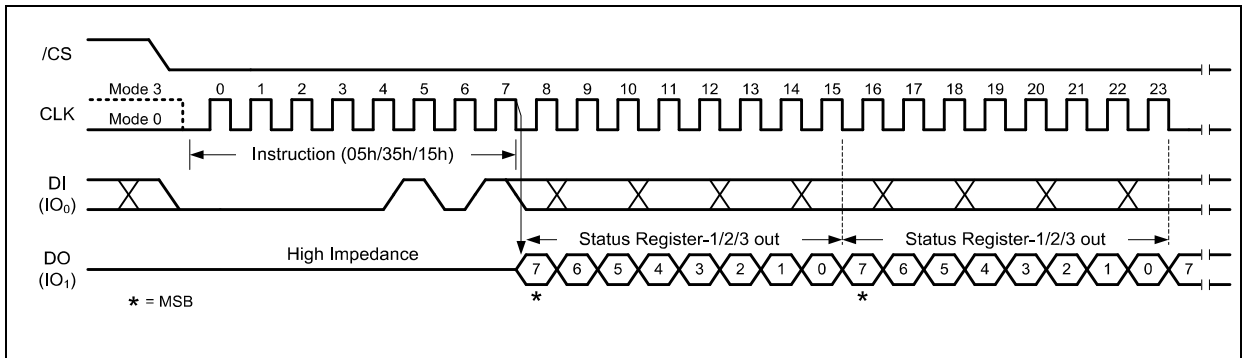 /CS
Mode 3
0 1 2 3 4 5 6 7 8 9 10 11 12 13 14 15 16 17 18 19 20 21 22 23
CLK
Mode 0
Instruction (05h/35h/15h)
DI
(IO₀)
Status Register-1/2/3 out Status Register-1/2/3 out
High Impedance
DO
(IO₁)
7 6 5 4 3 2 1 0 7 6 5 4 3 2 1 0 7
* *
* = MSB